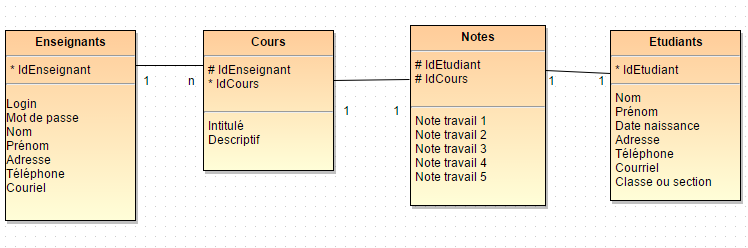 Enseignants
* IdEnseignant
Login
Mot de passe
Nom
Prénom
Adresse
Téléphone
Couriel
1
n
Cours
# IdEnseignant
* IdCours
Intitulé
Descriptif
1
1
Notes
# IdEtudiant
# IdCours
Note travail 1
Note travail 2
Note travail 3
Note travail 4
Note travail 5
1
1
Etudiants
* IdEtudiant
Nom
Prénom
Date naissance
Adresse
Téléphone
Courriel
Classe ou section